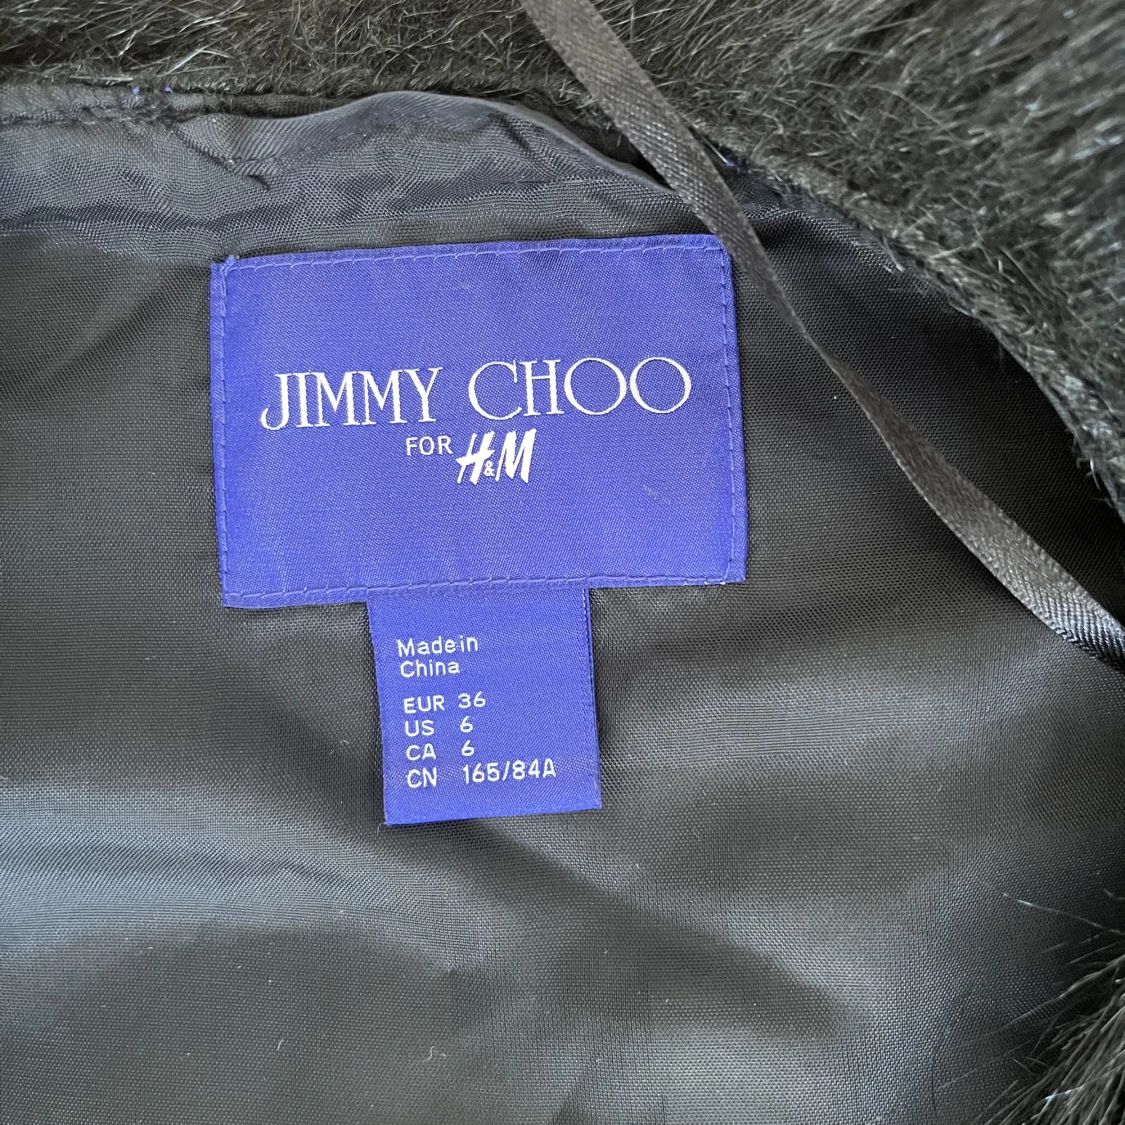 JIMMY CHOO
FOR H&M
Made in
China
EUR 36
US 6
CA 6
CN 165/84A